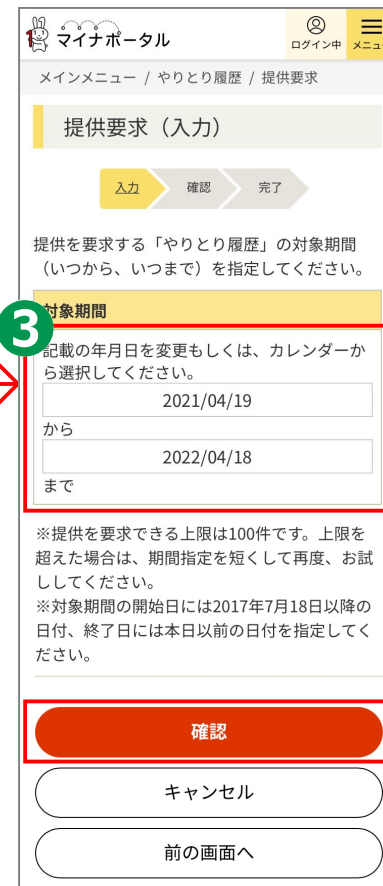 マイナポータル
ログイン中
メニュー
メインメニュー / やりとり履歴 / 提供要求
提供要求（入力）
入力
確認
完了
提供を要求する「やりとり履歴」の対象期間
（いつから、いつまで）を指定してください。
対象期間
3
記載の年月日を変更もしくは、カレンダーか
ら選択してください。
2021/04/19
から
2022/04/18
まで
※提供を要求できる上限は100件です。上限を
超えた場合は、期間指定を短くして再度、お試
ししてください。
※対象期間の開始日には2017年7月18日以降の
日付、終了日には本日以前の日付を指定してく
ださい。
確認
キャンセル
前の画面へ